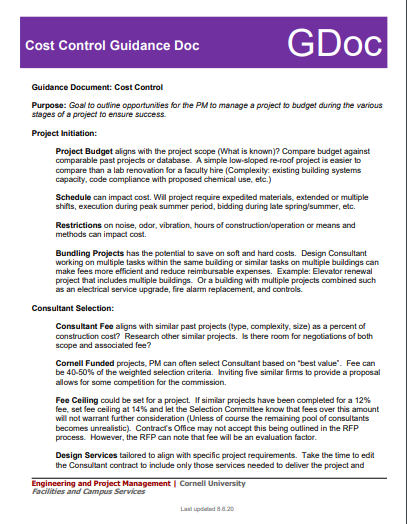 Cost Control Guidance Doc
GDoc
Guidance Document: Cost Control
Purpose: Goal to outline opportunities for the PM to manage a project to budget during the various
stages of a project to ensure success.
Project Initiation:
Project Budget aligns with the project scope (What is known)? Compare budget against
comparable past projects or database.  A simple low-sloped re-roof project is easier to
compare than a lab renovation for a faculty hire (Complexity: existing building systems
capacity, code compliance with proposed chemical use, etc.)
Schedule can impact cost. Will project require expedited materials, extended or multiple
shifts, execution during peak summer period, bidding during late spring/summer, etc.
Restrictions on noise, odor, vibration, hours of construction/operation or means and
methods can impact cost.
Bundling Projects has the potential to save on soft and hard costs.  Design Consultant
working on multiple tasks within the same building or similar tasks on multiple buildings can
make fees more efficient and reduce reimbursable expenses.  Example: Elevator renewal
project that includes multiple buildings.  Or a building with multiple projects combined such
as an electrical service upgrade, fire alarm replacement, and controls.
Consultant Selection:
Consultant Fee aligns with similar past projects (type, complexity, size) as a percent of
construction cost?  Research other similar projects.  Is there room for negotiations of both
scope and associated fee?
Cornell Funded projects, PM can often select Consultant based on “best value”.  Fee can
be 40-50% of the weighted selection criteria.  Inviting five similar firms to provide a proposal
allows for some competition for the commission.
Fee Ceiling could be set for a project.  If similar projects have been completed for a 12%
fee, set fee ceiling at 14% and let the Selection Committee know that fees over this amount
will not warrant further consideration (Unless of course the remaining pool of consultants
becomes unrealistic).  Contract’s Office may not accept this being outlined in the RFP
process.  However, the RFP can note that fee will be an evaluation factor.
Design Services tailored to align with specific project requirements.  Take the time to edit
the Consultant contract to include only those services needed to deliver the project and
Engineering and Project Management | Cornell University
Facilities and Campus Services
Last updated 8.6.20